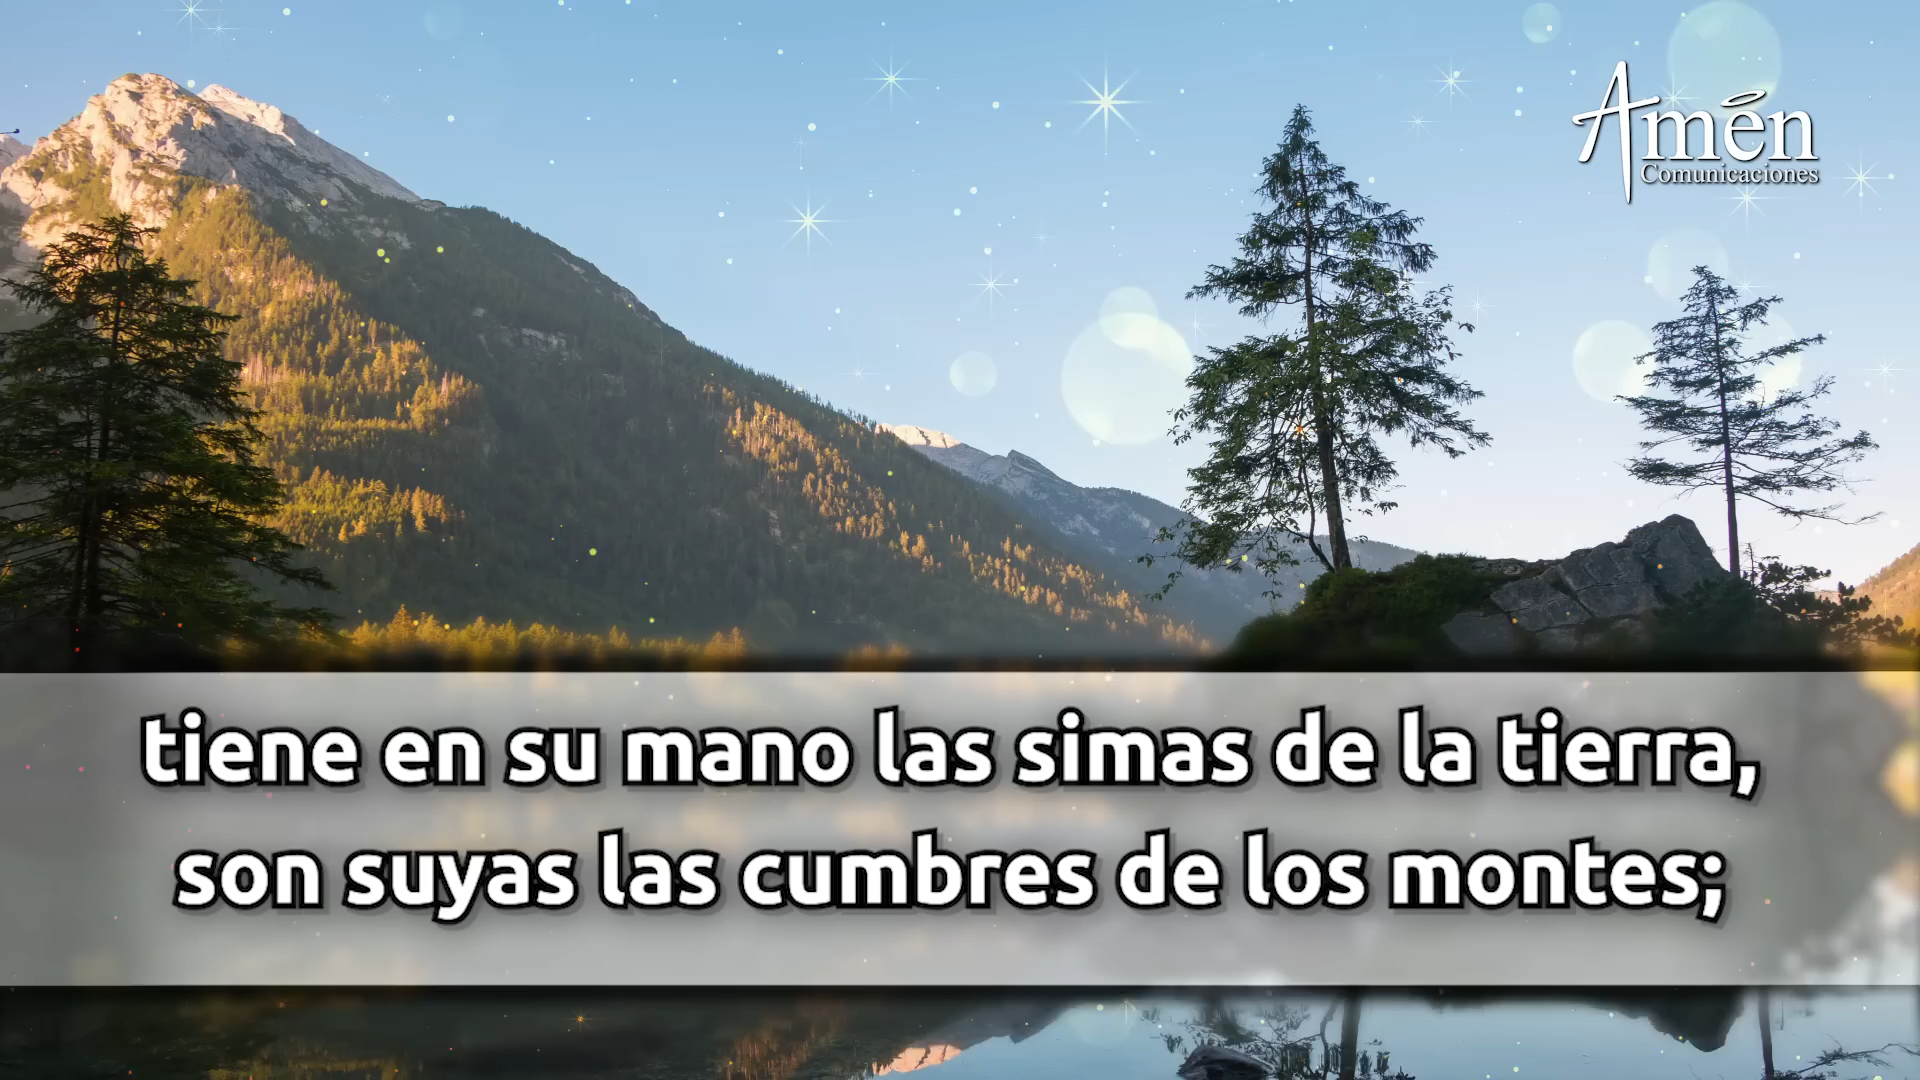 Amén
Comunicaciones
tiene en su mano las simas de la tierra,
son suyas las cumbres de los montes;